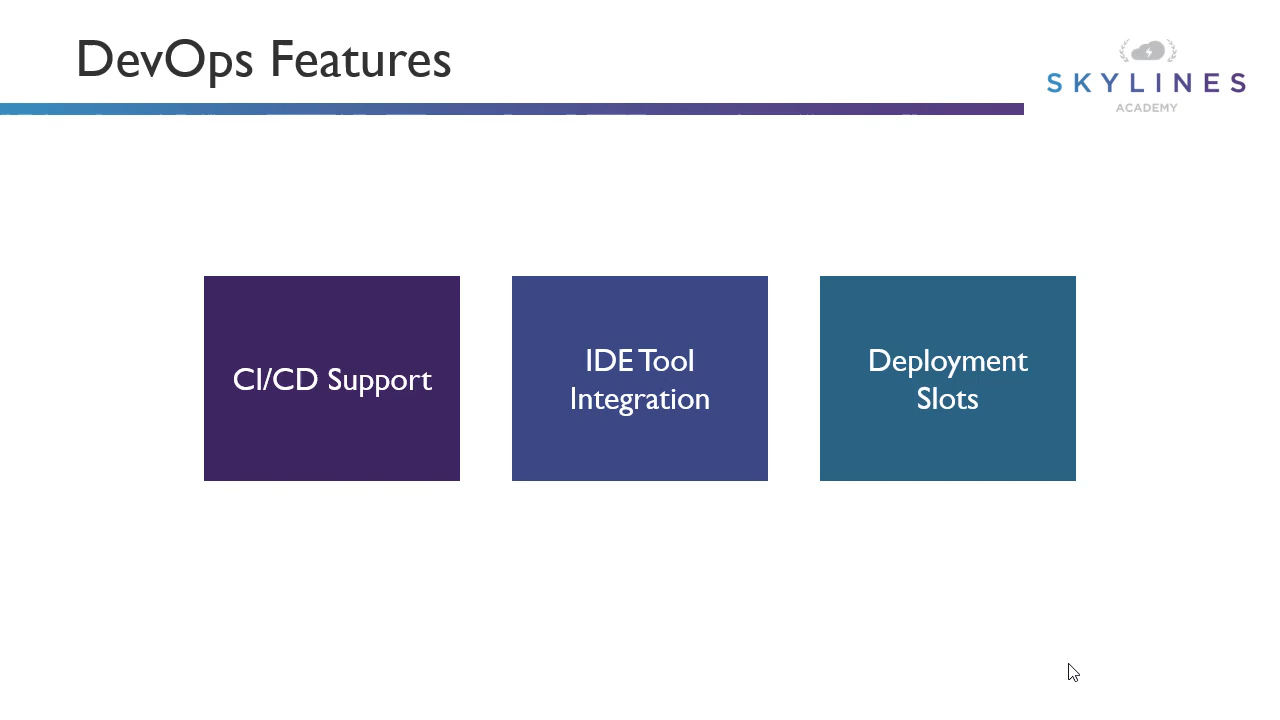 DevOps Features
SKYLINES
ACADEMY
CI/CD Support
IDE Tool
Integration
Deployment
Slots